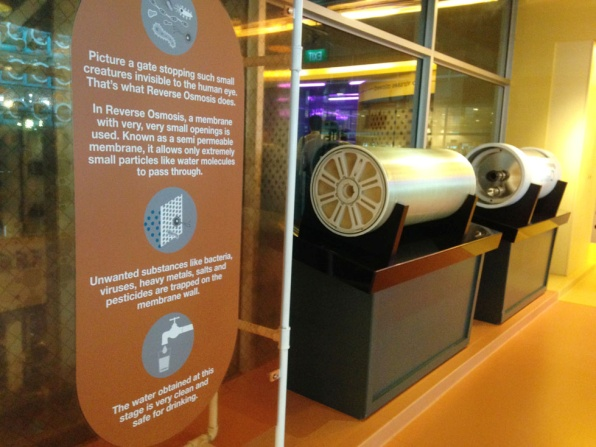 Picture a gate stopping such small
creatures invisible to the human eye.
That's what Reverse Osmosis does.
In Reverse Osmosis, a membrane
with very, very small openings is
used. Known as a semi permeable
membrane, it allows only extremely
small particles like water molecules
to pass through.
Unwanted substances like bacteria,
viruses, heavy metals, salts and
pesticides are trapped on the
membrane wall.
The water obtained at this
stage is very clean and
safe for drinking.